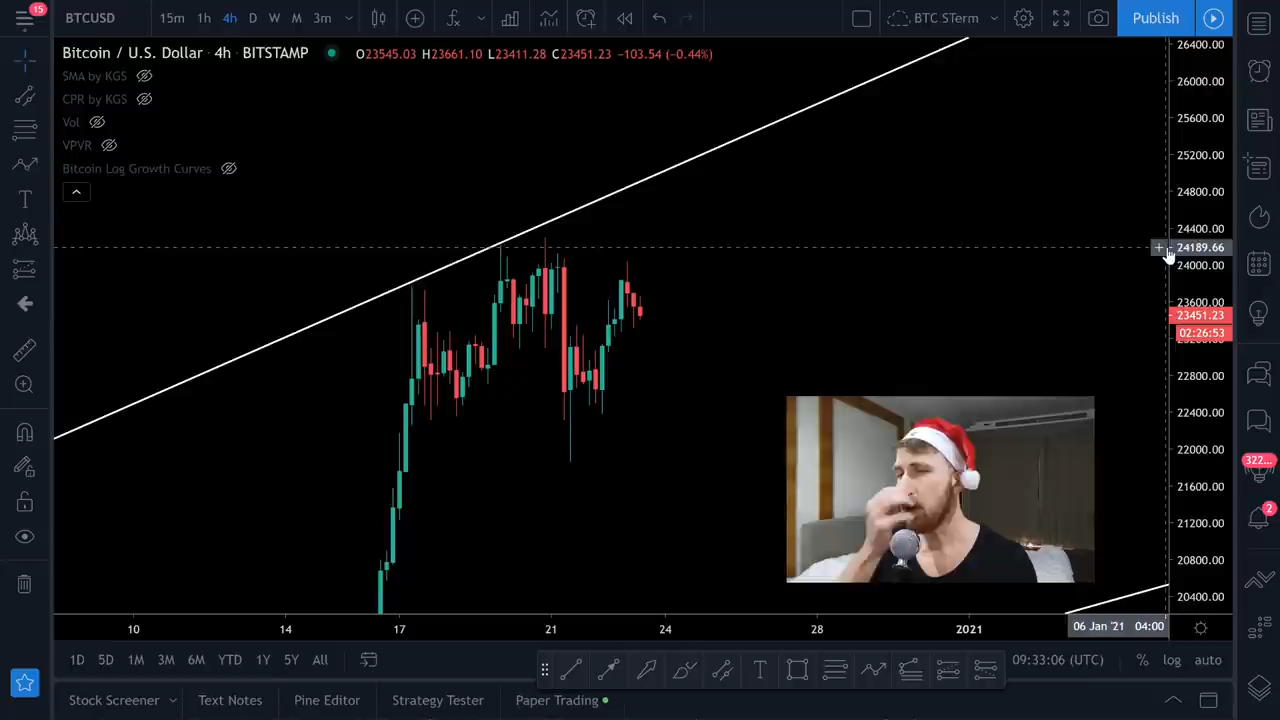 15
BTCUSD 15m 1h 4h D W M 3m BTC STerm Publish
Bitcoin / U.S. Dollar · 4h · BITSTAMP O23545.03 H23661.10 L23411.28 C23451.23 −103.54 (−0.44%)
SMA by KGS
CPR by KGS
Vol
VPVR
Bitcoin Log Growth Curves
26400.00
26000.00
25600.00
25200.00
24800.00
24400.00
24189.66
24000.00
23600.00
23451.23
02:26:53
22800.00
22400.00
22000.00
21600.00
21200.00
20800.00
20400.00
322...
2
10 14 17 21 24 28 2021 06 Jan '21 04:00
1D 5D 1M 3M 6M YTD 1Y 5Y All 09:33:06 (UTC) % log auto
Stock Screener Text Notes Pine Editor Strategy Tester Paper Trading